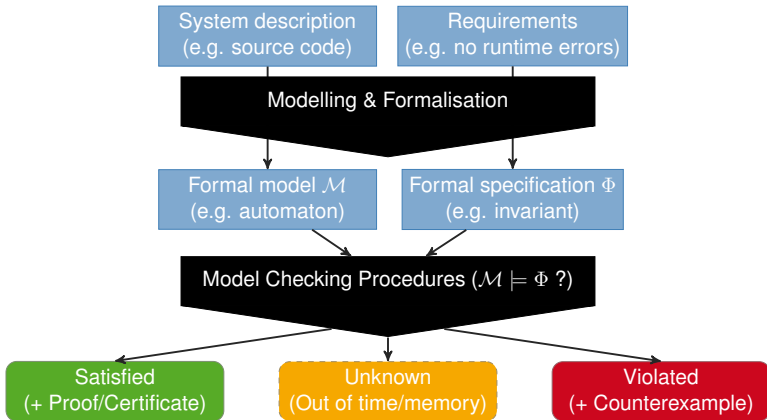 System description
(e.g. source code)
Requirements
(e.g. no runtime errors)
Modelling & Formalisation
Formal model ℳ
(e.g. automaton)
Formal specification Φ
(e.g. invariant)
Model Checking Procedures (ℳ ⊨ Φ ?)
Satisfied
(+ Proof/Certificate)
Unknown
(Out of time/memory)
Violated
(+ Counterexample)